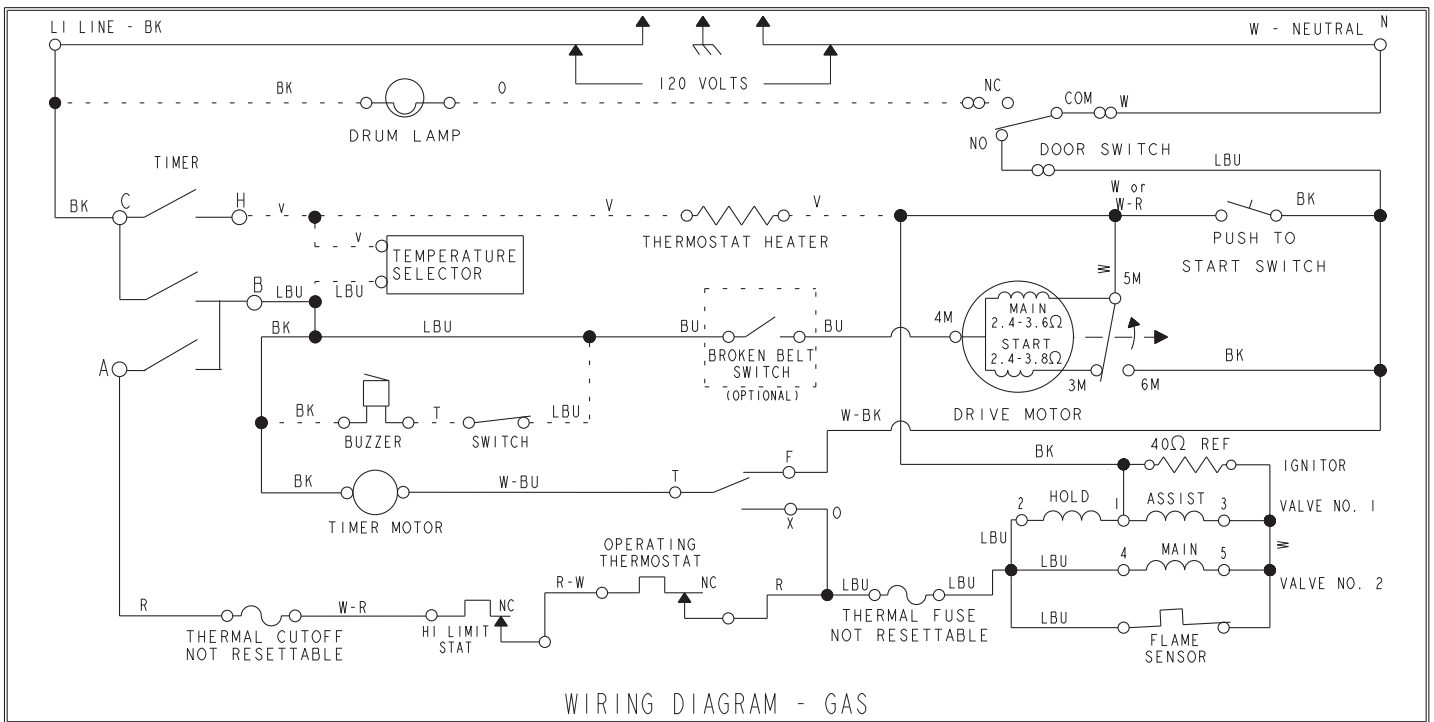 LI LINE - BK
W - NEUTRAL
N
120 VOLTS
BK
O
NC
COM
W
DRUM LAMP
NO
DOOR SWITCH
LBU
TIMER
BK
C
H
V
V
V
W or
W-R
BK
THERMOSTAT HEATER
PUSH TO
START SWITCH
V
TEMPERATURE
SELECTOR
B
LBU
LBU
W
5M
MAIN
2.4-3.6Ω
START
2.4-3.8Ω
4M
BK
LBU
BU
BU
BROKEN BELT
SWITCH
(OPTIONAL)
A
BK
3M
6M
DRIVE MOTOR
BK
T
LBU
BUZZER
SWITCH
W-BK
BK
40Ω REF
IGNITOR
F
BK
W-BU
T
TIMER MOTOR
X
O
2
HOLD
1
ASSIST
3
VALVE NO. 1
LBU
W
OPERATING
THERMOSTAT
LBU
4
MAIN
5
VALVE NO. 2
R-W
NC
R
LBU
LBU
THERMAL FUSE
NOT RESETTABLE
R
W-R
NC
THERMAL CUTOFF
NOT RESETTABLE
HI LIMIT
STAT
LBU
FLAME
SENSOR
WIRING DIAGRAM - GAS